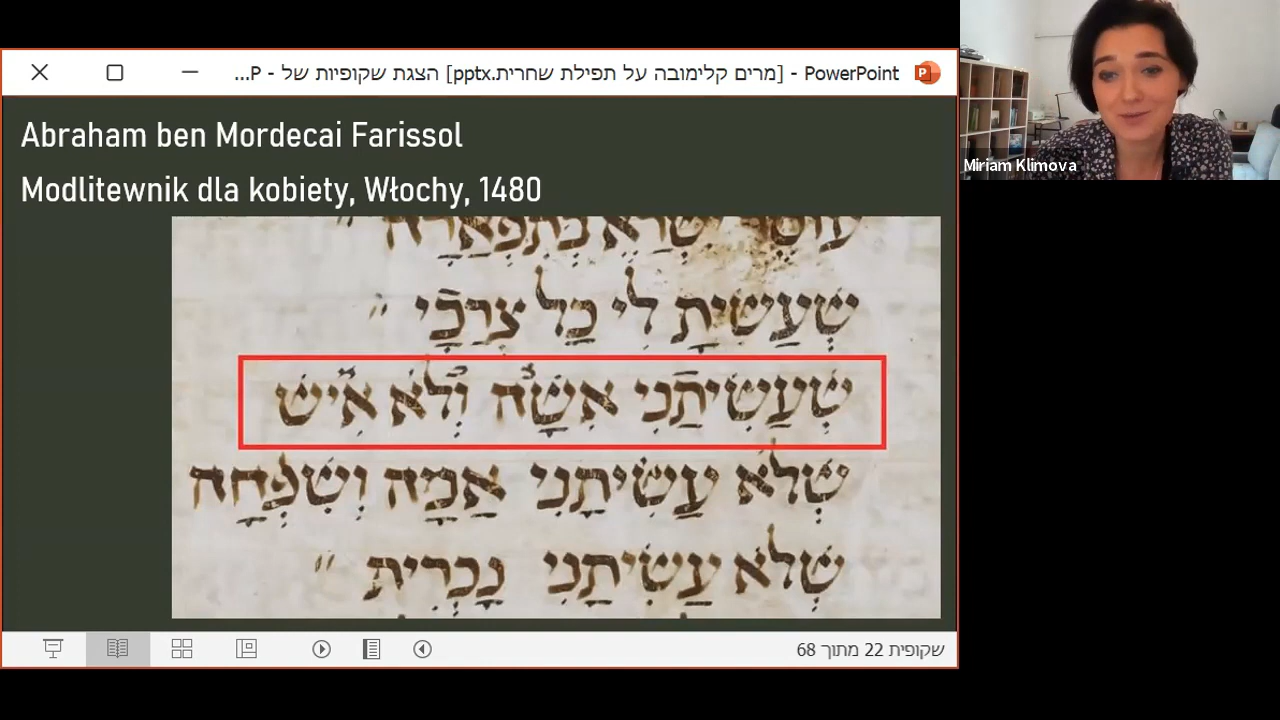 P - הצגת שקופיות של [מרים קלימובה על תפילת שחרית.pptx] - PowerPoint...
Abraham ben Mordecai Farissol
Modlitewnik dla kobiety, Włochy, 1480
עוטֵר יִשְׂרָאֵל בְּתִפְאָרָה
שֶׁעָשִׂיתָ לִי כָּל צְרָכָי
שְׁעֲשִׂיתַנִי אִשָּׁה וְלֹא אִישׁ
שְׁלֹא עֲשִׂיתָנִי אַמָה וְשִׁפְחָה
שְׁלֹא עֲשִׂיתָנִי נָכְרִית
שקופית 22 מתוך 68
Miriam Klimova